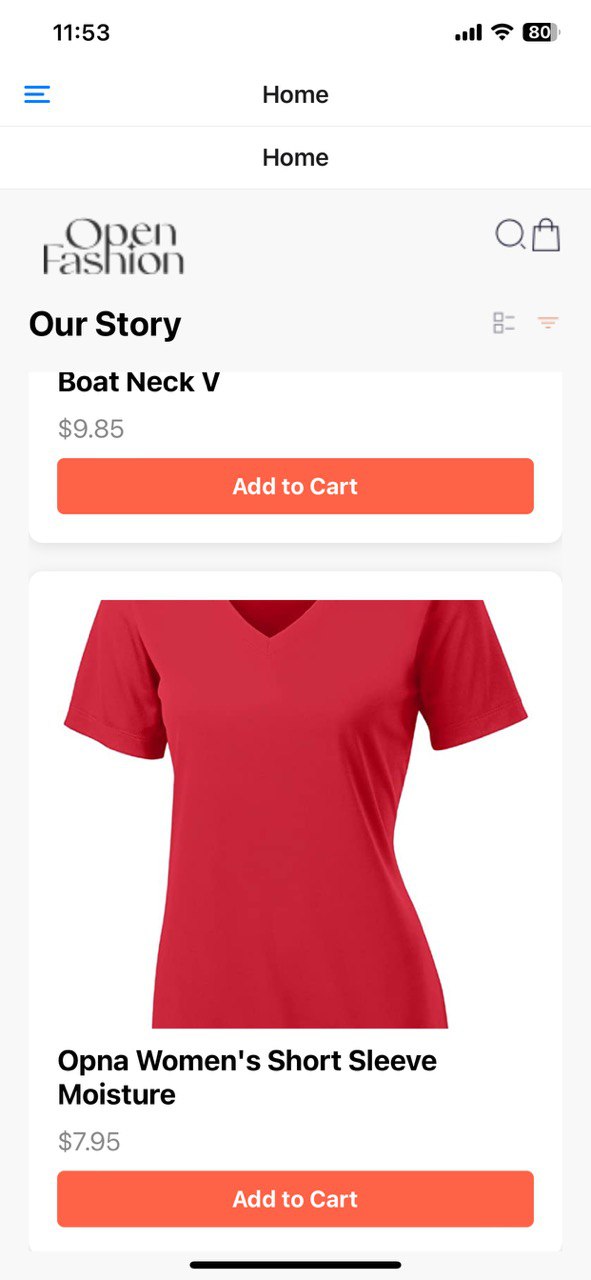 11:53
80
Home
Home
Open
Fashion
Our Story
Boat Neck V
$9.85
Add to Cart
Opna Women's Short Sleeve
Moisture
$7.95
Add to Cart